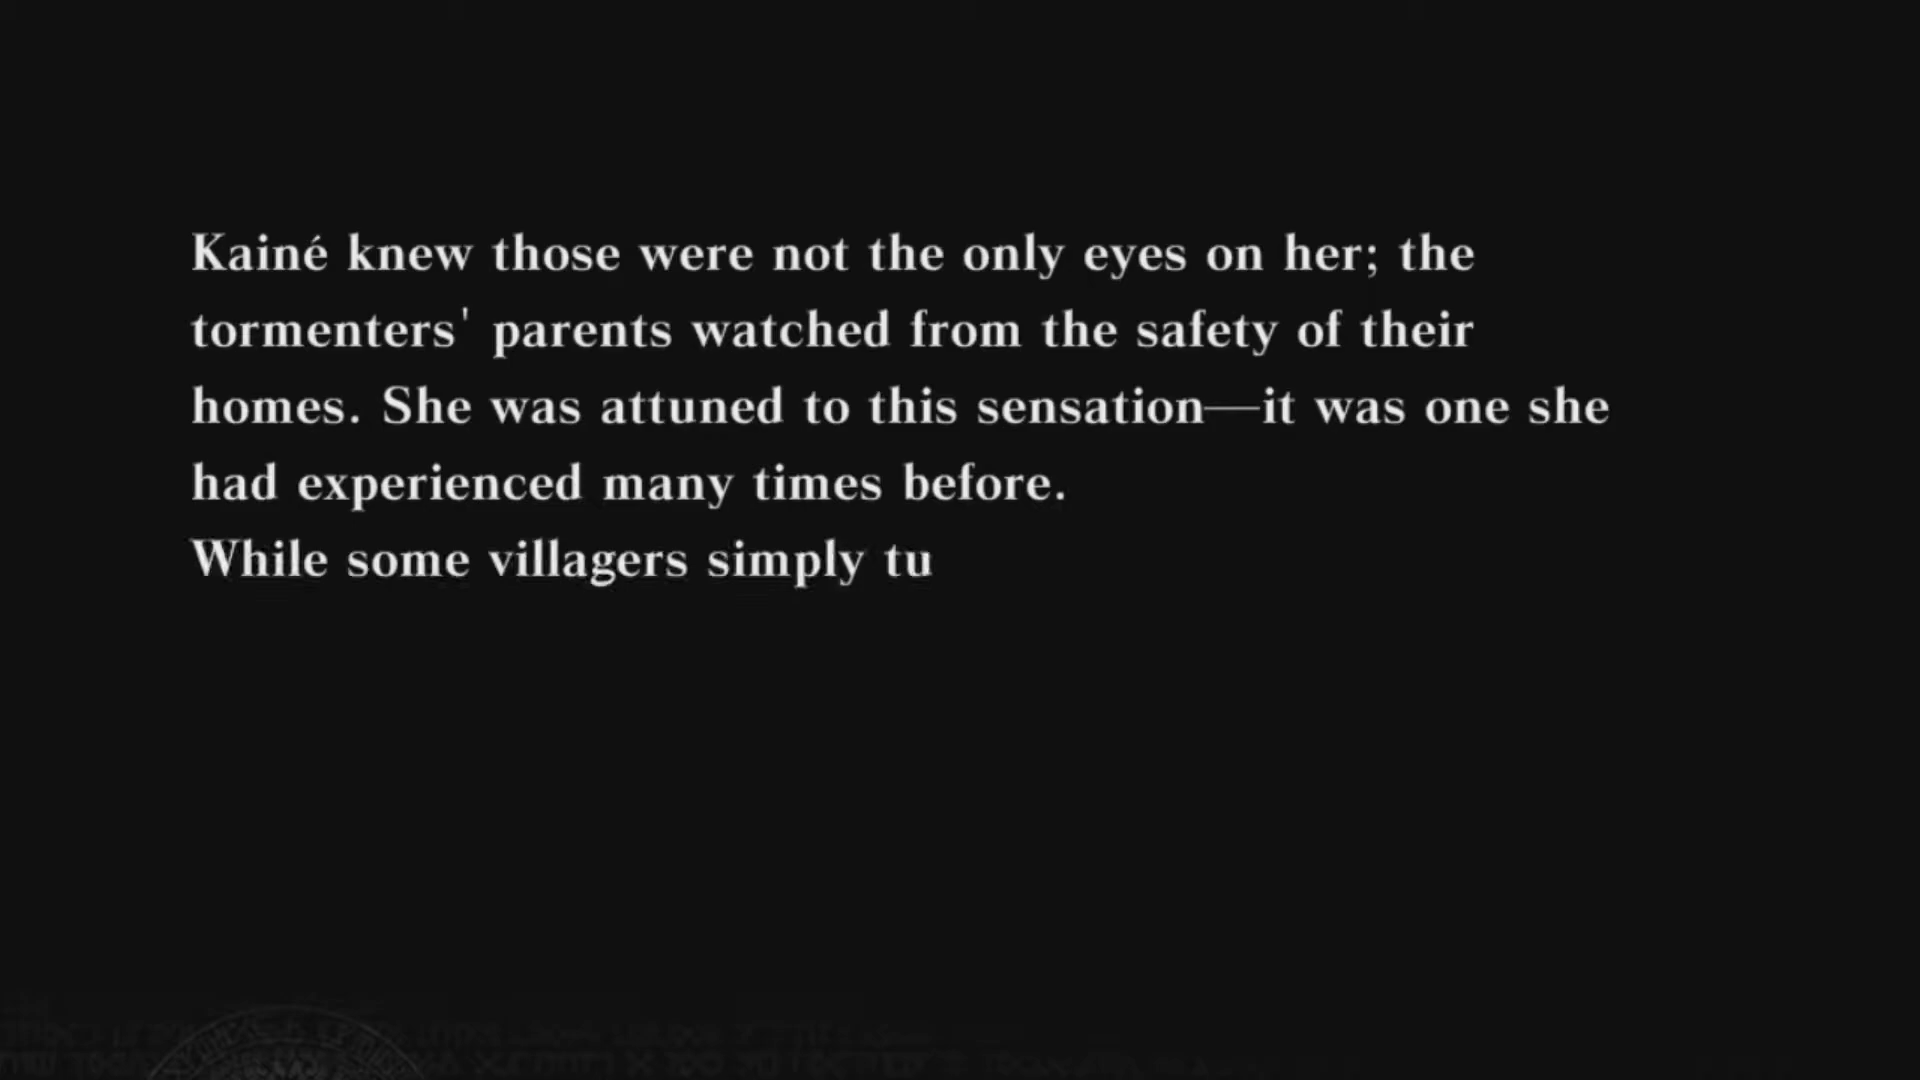 Kainé knew those were not the only eyes on her; the
tormenters' parents watched from the safety of their
homes. She was attuned to this sensation—it was one she
had experienced many times before.
While some villagers simply tu